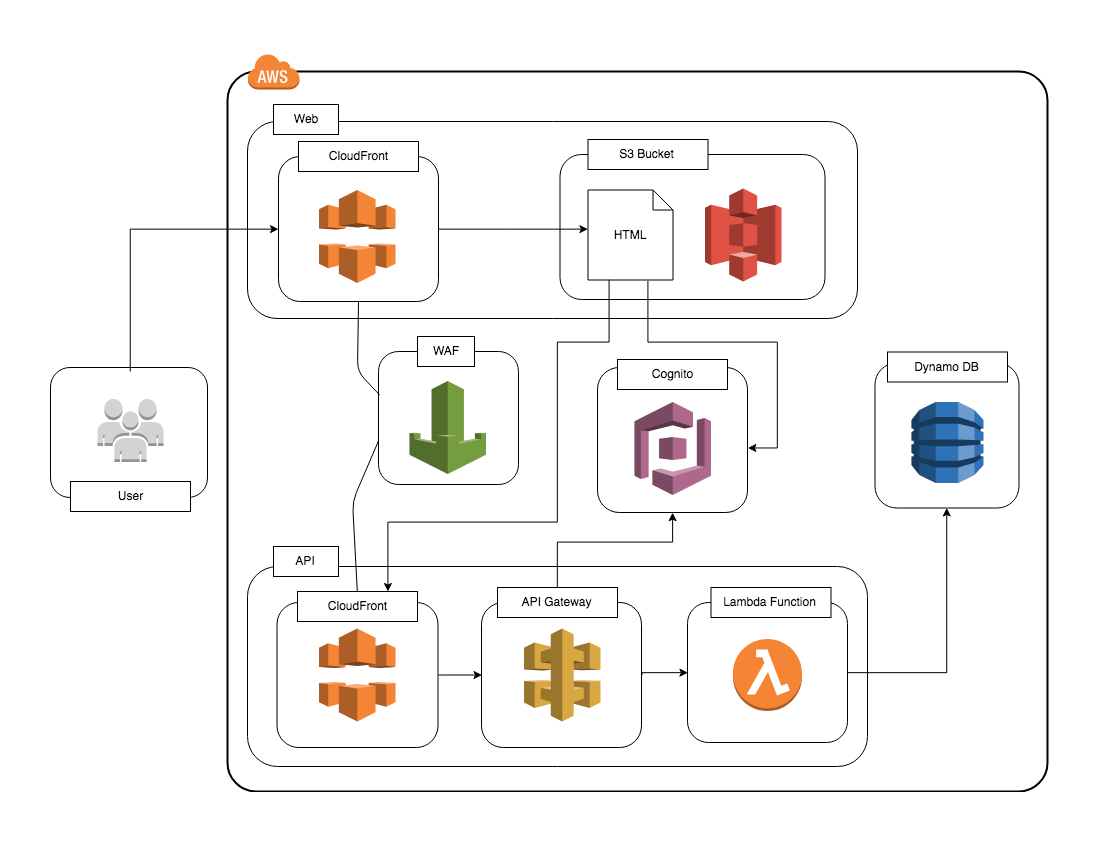 AWS
Web
CloudFront
S3 Bucket
HTML
WAF
Cognito
Dynamo DB
User
API
CloudFront
API Gateway
Lambda Function